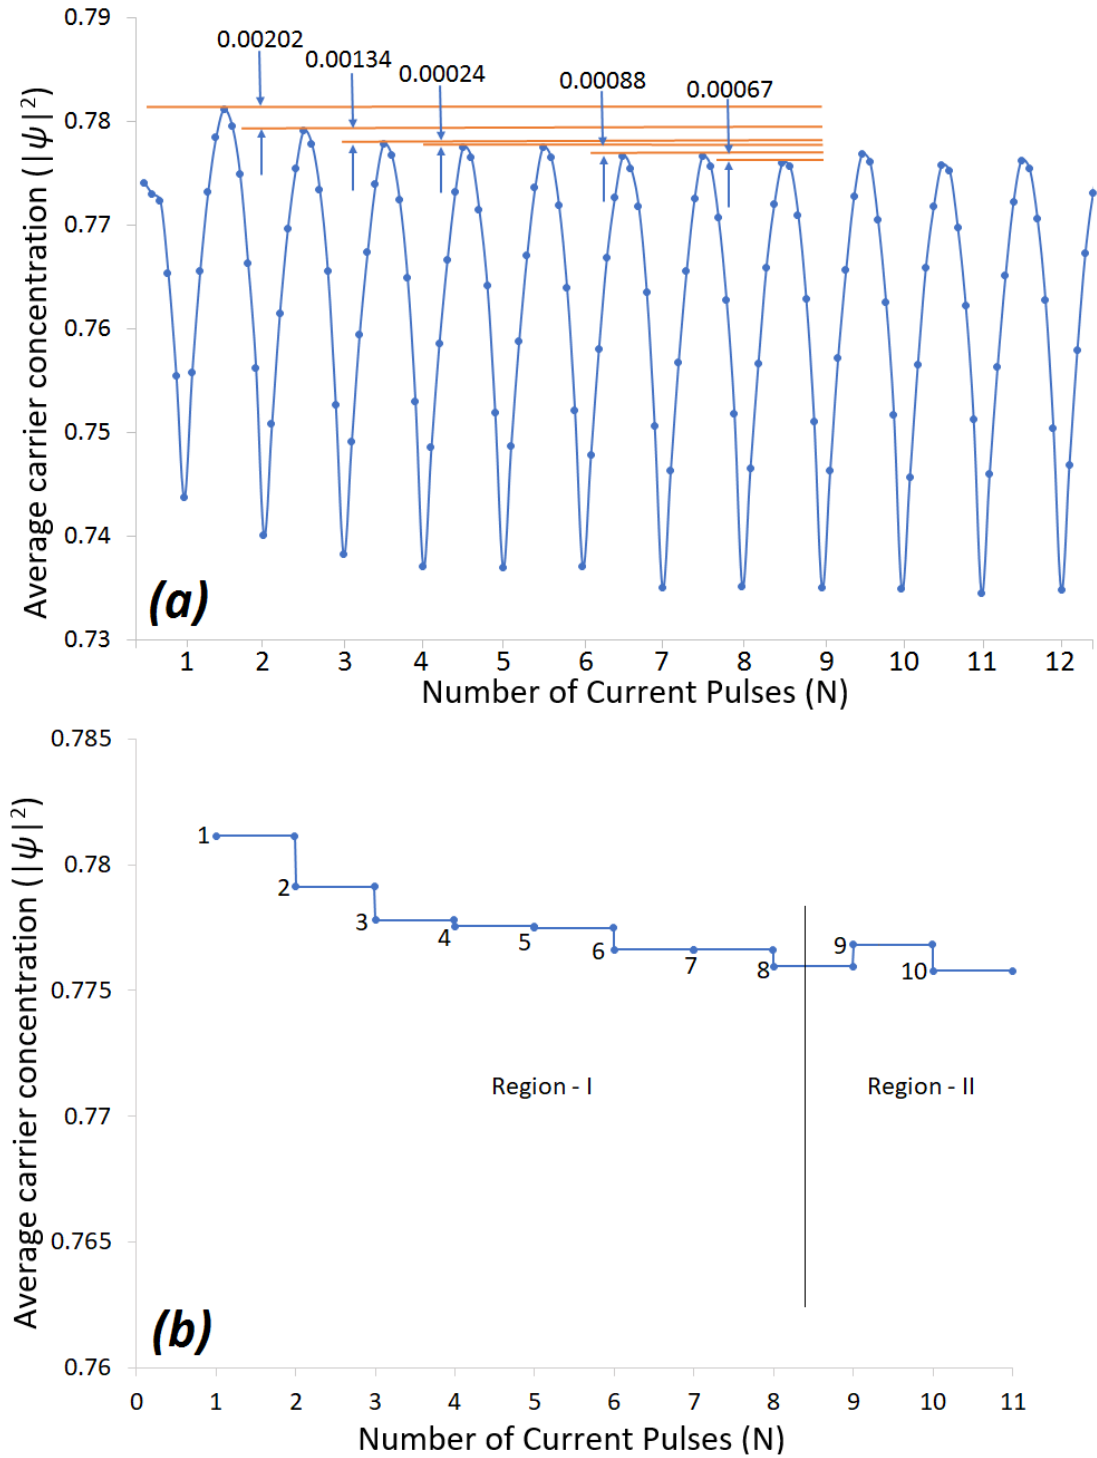 0.79
0.00202
0.00134
0.00024
0.00088
0.00067
0.78
0.77
0.76
0.75
0.74
0.73
Average carrier concentration (|ψ|²)
(a)
1 2 3 4 5 6 7 8 9 10 11 12
Number of Current Pulses (N)
0.785
0.78
0.775
0.77
0.765
0.76
Average carrier concentration (|ψ|²)
1
2
3
4
5
6
7
8
9
10
Region - I
Region - II
(b)
0 1 2 3 4 5 6 7 8 9 10 11
Number of Current Pulses (N)